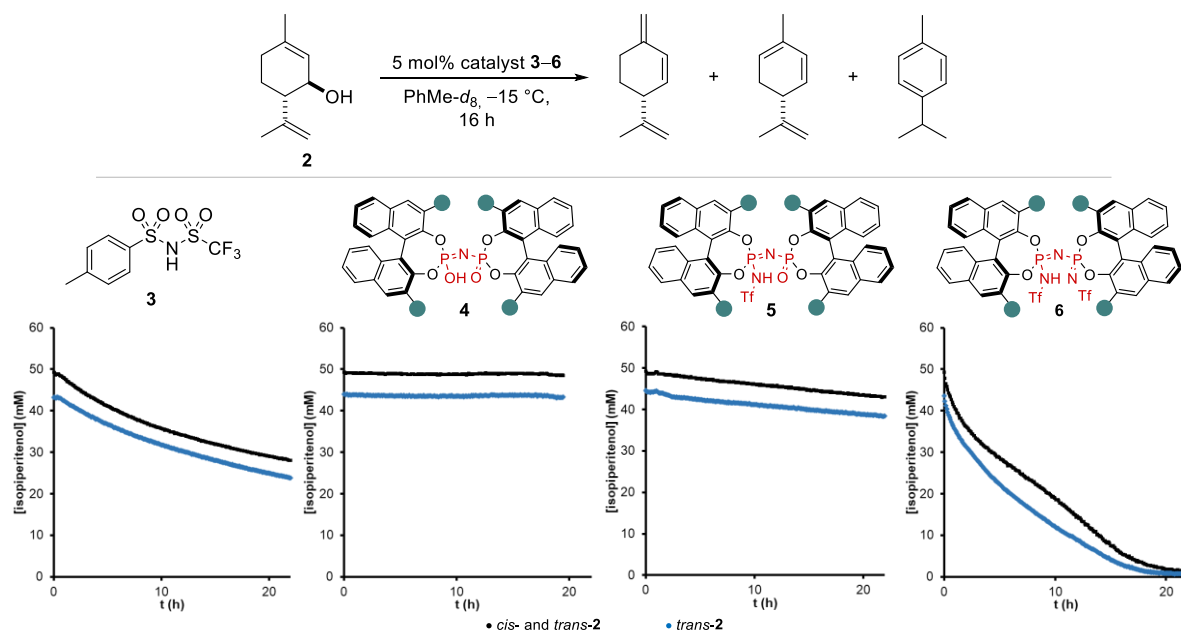 5 mol% catalyst 3–6
PhMe-d8, –15 °C,
16 h
OH
+
+
2
O O O O
S S
N CF3
H
3
O O
P N P
O OH O O
4
O O
P N P
O NH O O
Tf
5
O O
P N P
O NH N O
Tf Tf
6
[isopiperitenol] (mM)
60
50
40
30
20
10
0
0 10 20
t (h)
[isopiperitenol] (mM)
60
50
40
30
20
10
0
0 10 20
t (h)
[isopiperitenol] (mM)
60
50
40
30
20
10
0
0 10 20
t (h)
[isopiperitenol] (mM)
60
50
40
30
20
10
0
0 10 20
t (h)
• cis- and trans-2 • trans-2